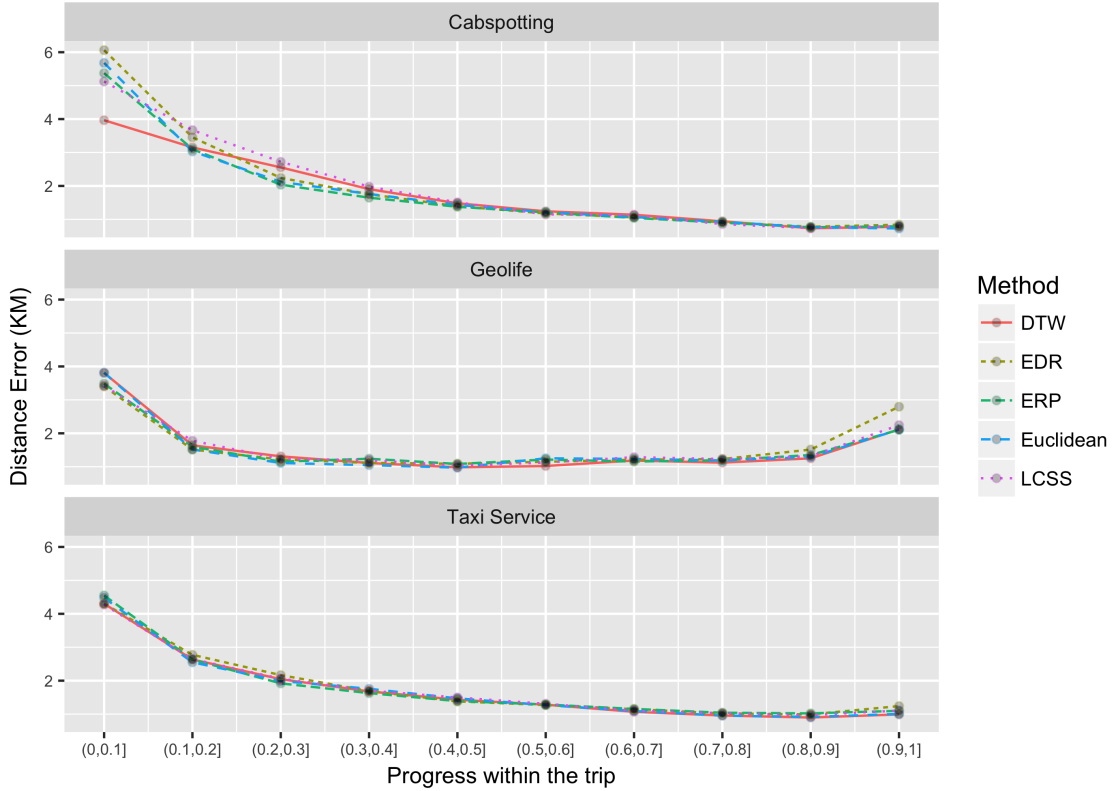 Cabspotting
6
4
2
Geolife
6
4
2
Taxi Service
6
4
2
(0,0.1]
(0.1,0.2]
(0.2,0.3]
(0.3,0.4]
(0.4,0.5]
(0.5,0.6]
(0.6,0.7]
(0.7,0.8]
(0.8,0.9]
(0.9,1]
Progress within the trip
Distance Error (KM)
Method
DTW
EDR
ERP
Euclidean
LCSS